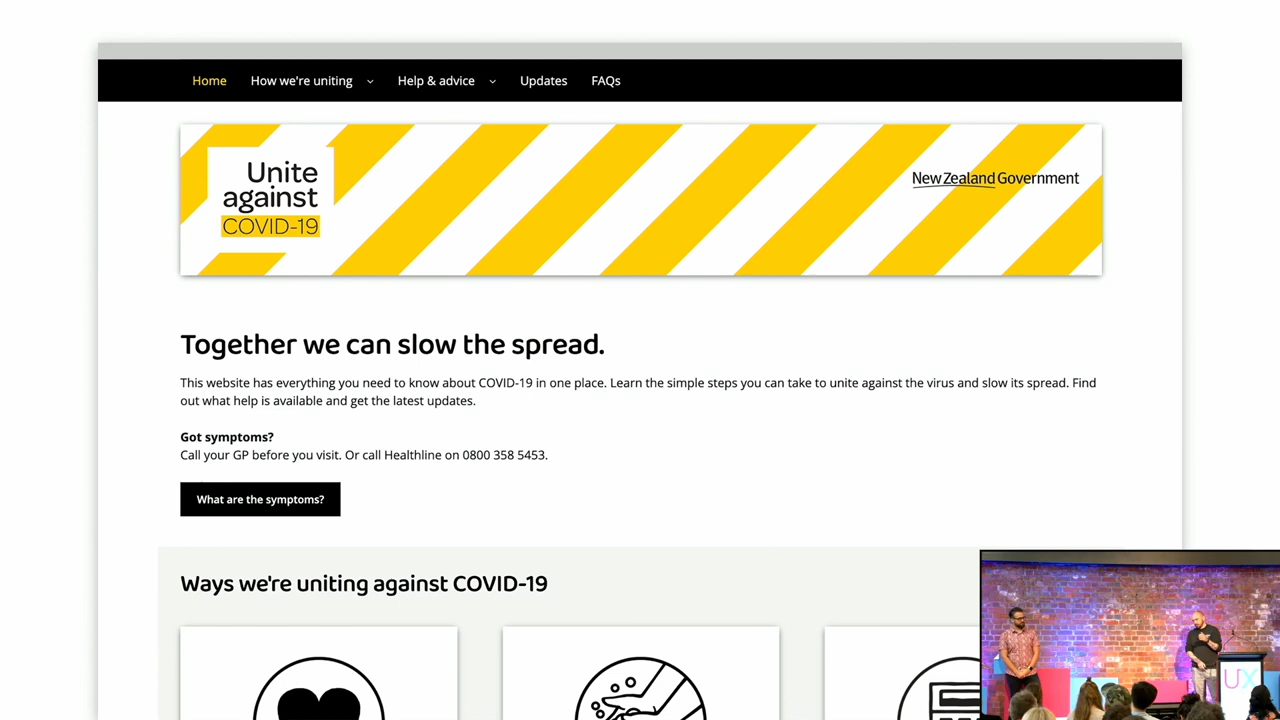 Home How we're uniting Help & advice Updates FAQs
Unite
against
COVID-19
New Zealand Government
Together we can slow the spread.
This website has everything you need to know about COVID-19 in one place. Learn the simple steps you can take to unite against the virus and slow its spread. Find
out what help is available and get the latest updates.
Got symptoms?
Call your GP before you visit. Or call Healthline on 0800 358 5453.
What are the symptoms?
Ways we're uniting against COVID-19
UX